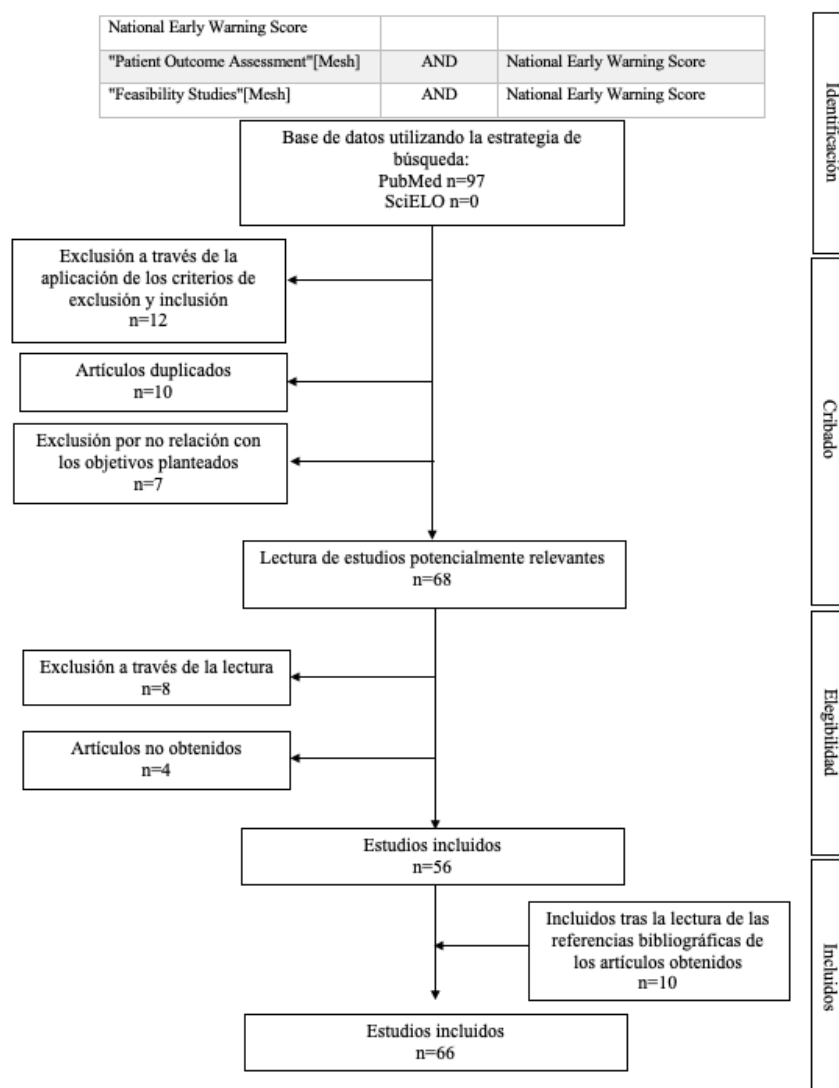 National Early Warning Score
"Patient Outcome Assessment"[Mesh] AND National Early Warning Score
"Feasibility Studies"[Mesh] AND National Early Warning Score
Identificación
Base de datos utilizando la estrategia de
búsqueda:
PubMed n=97
SciELO n=0
Exclusión a través de la
aplicación de los criterios de
exclusión y inclusión
n=12
Artículos duplicados
n=10
Exclusión por no relación con
los objetivos planteados
n=7
Cribado
Lectura de estudios potencialmente relevantes
n=68
Exclusión a través de la lectura
n=8
Artículos no obtenidos
n=4
Elegibilidad
Estudios incluidos
n=56
Incluidos tras la lectura de las
referencias bibliográficas de
los artículos obtenidos
n=10
Incluidos
Estudios incluidos
n=66